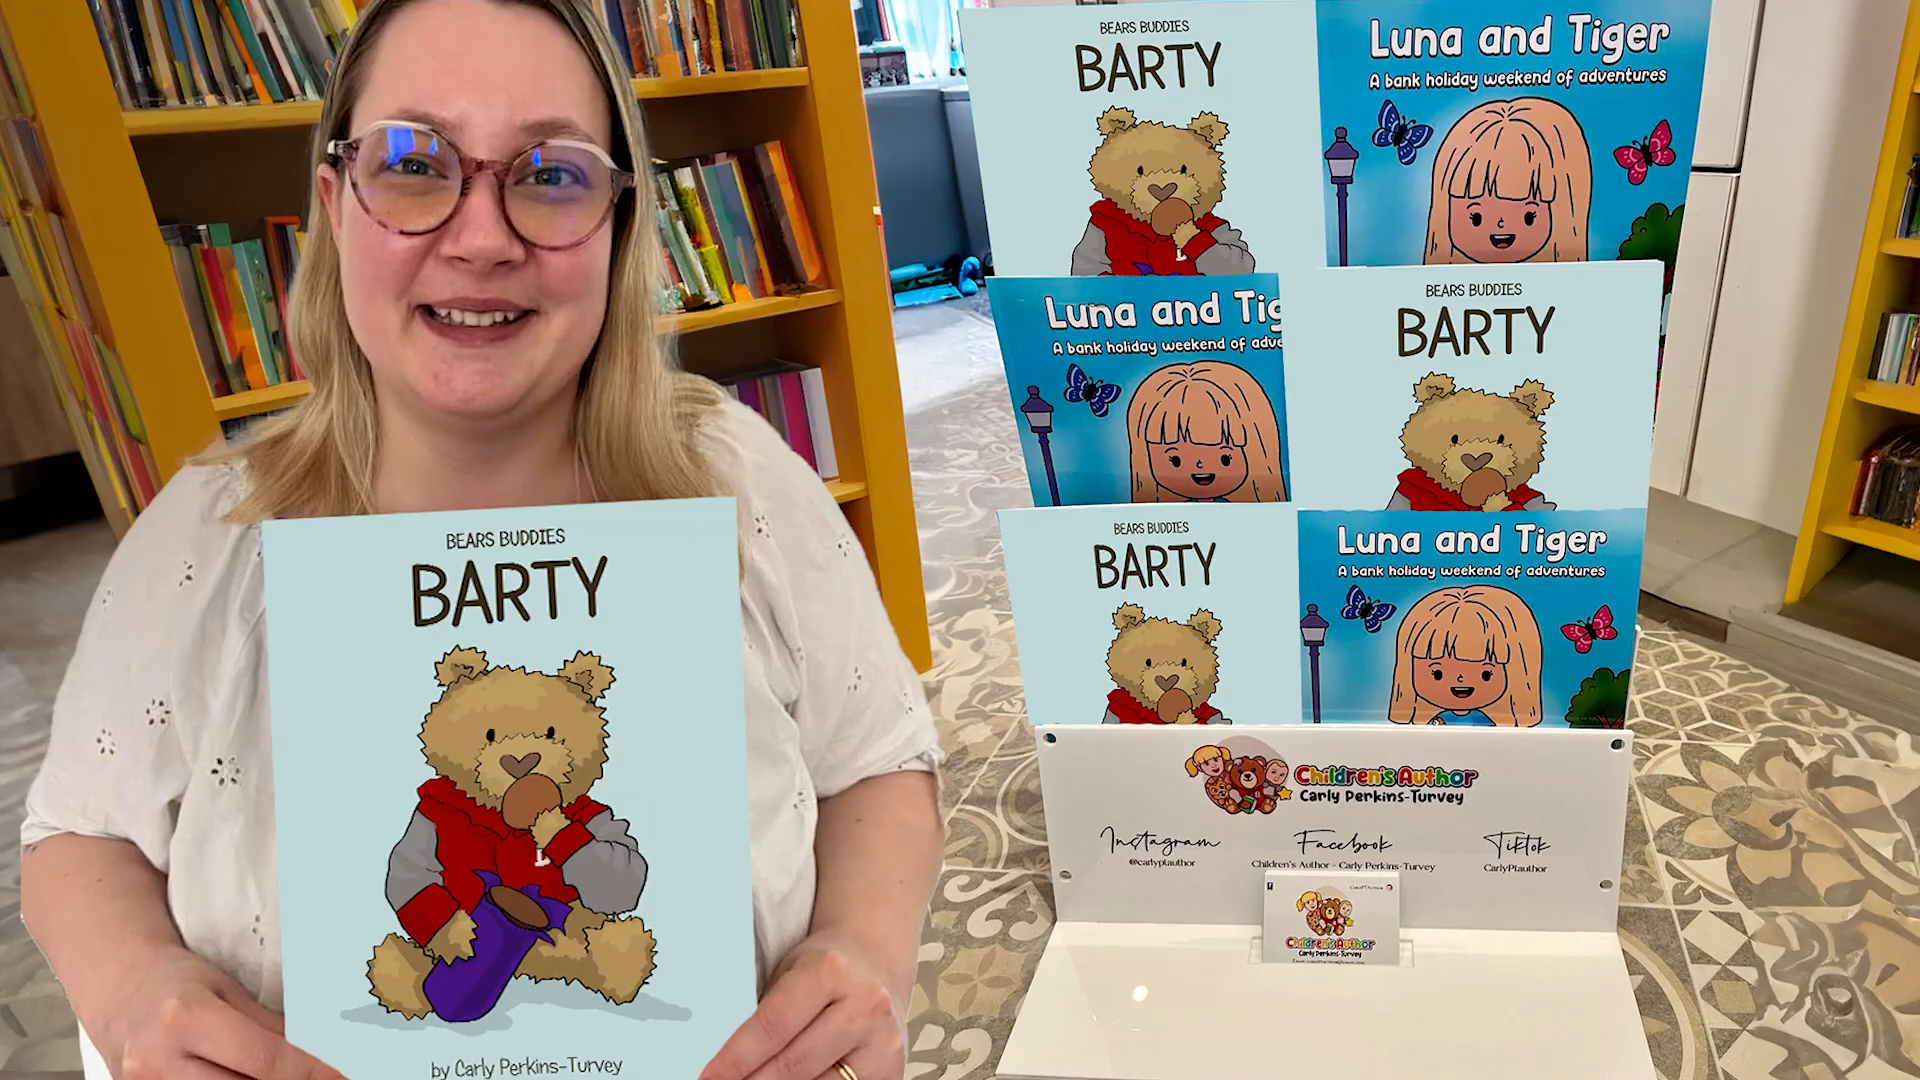 BEARS BUDDIES
BARTY
by Carly Perkins-Turvey
BEARS BUDDIES
BARTY
Luna and Tiger
A bank holiday weekend of adventures
Luna and Tig
A bank holiday weekend of adve
BEARS BUDDIES
BARTY
BEARS BUDDIES
BARTY
Luna and Tiger
A bank holiday weekend of adventures
Children's Author
Carly Perkins-Turvey
Instagram
@carlyptauthor
Facebook
Children's Author - Carly Perkins-Turvey
TikTok
CarlyPtauthor
Children's Author
Carly Perkins-Turvey